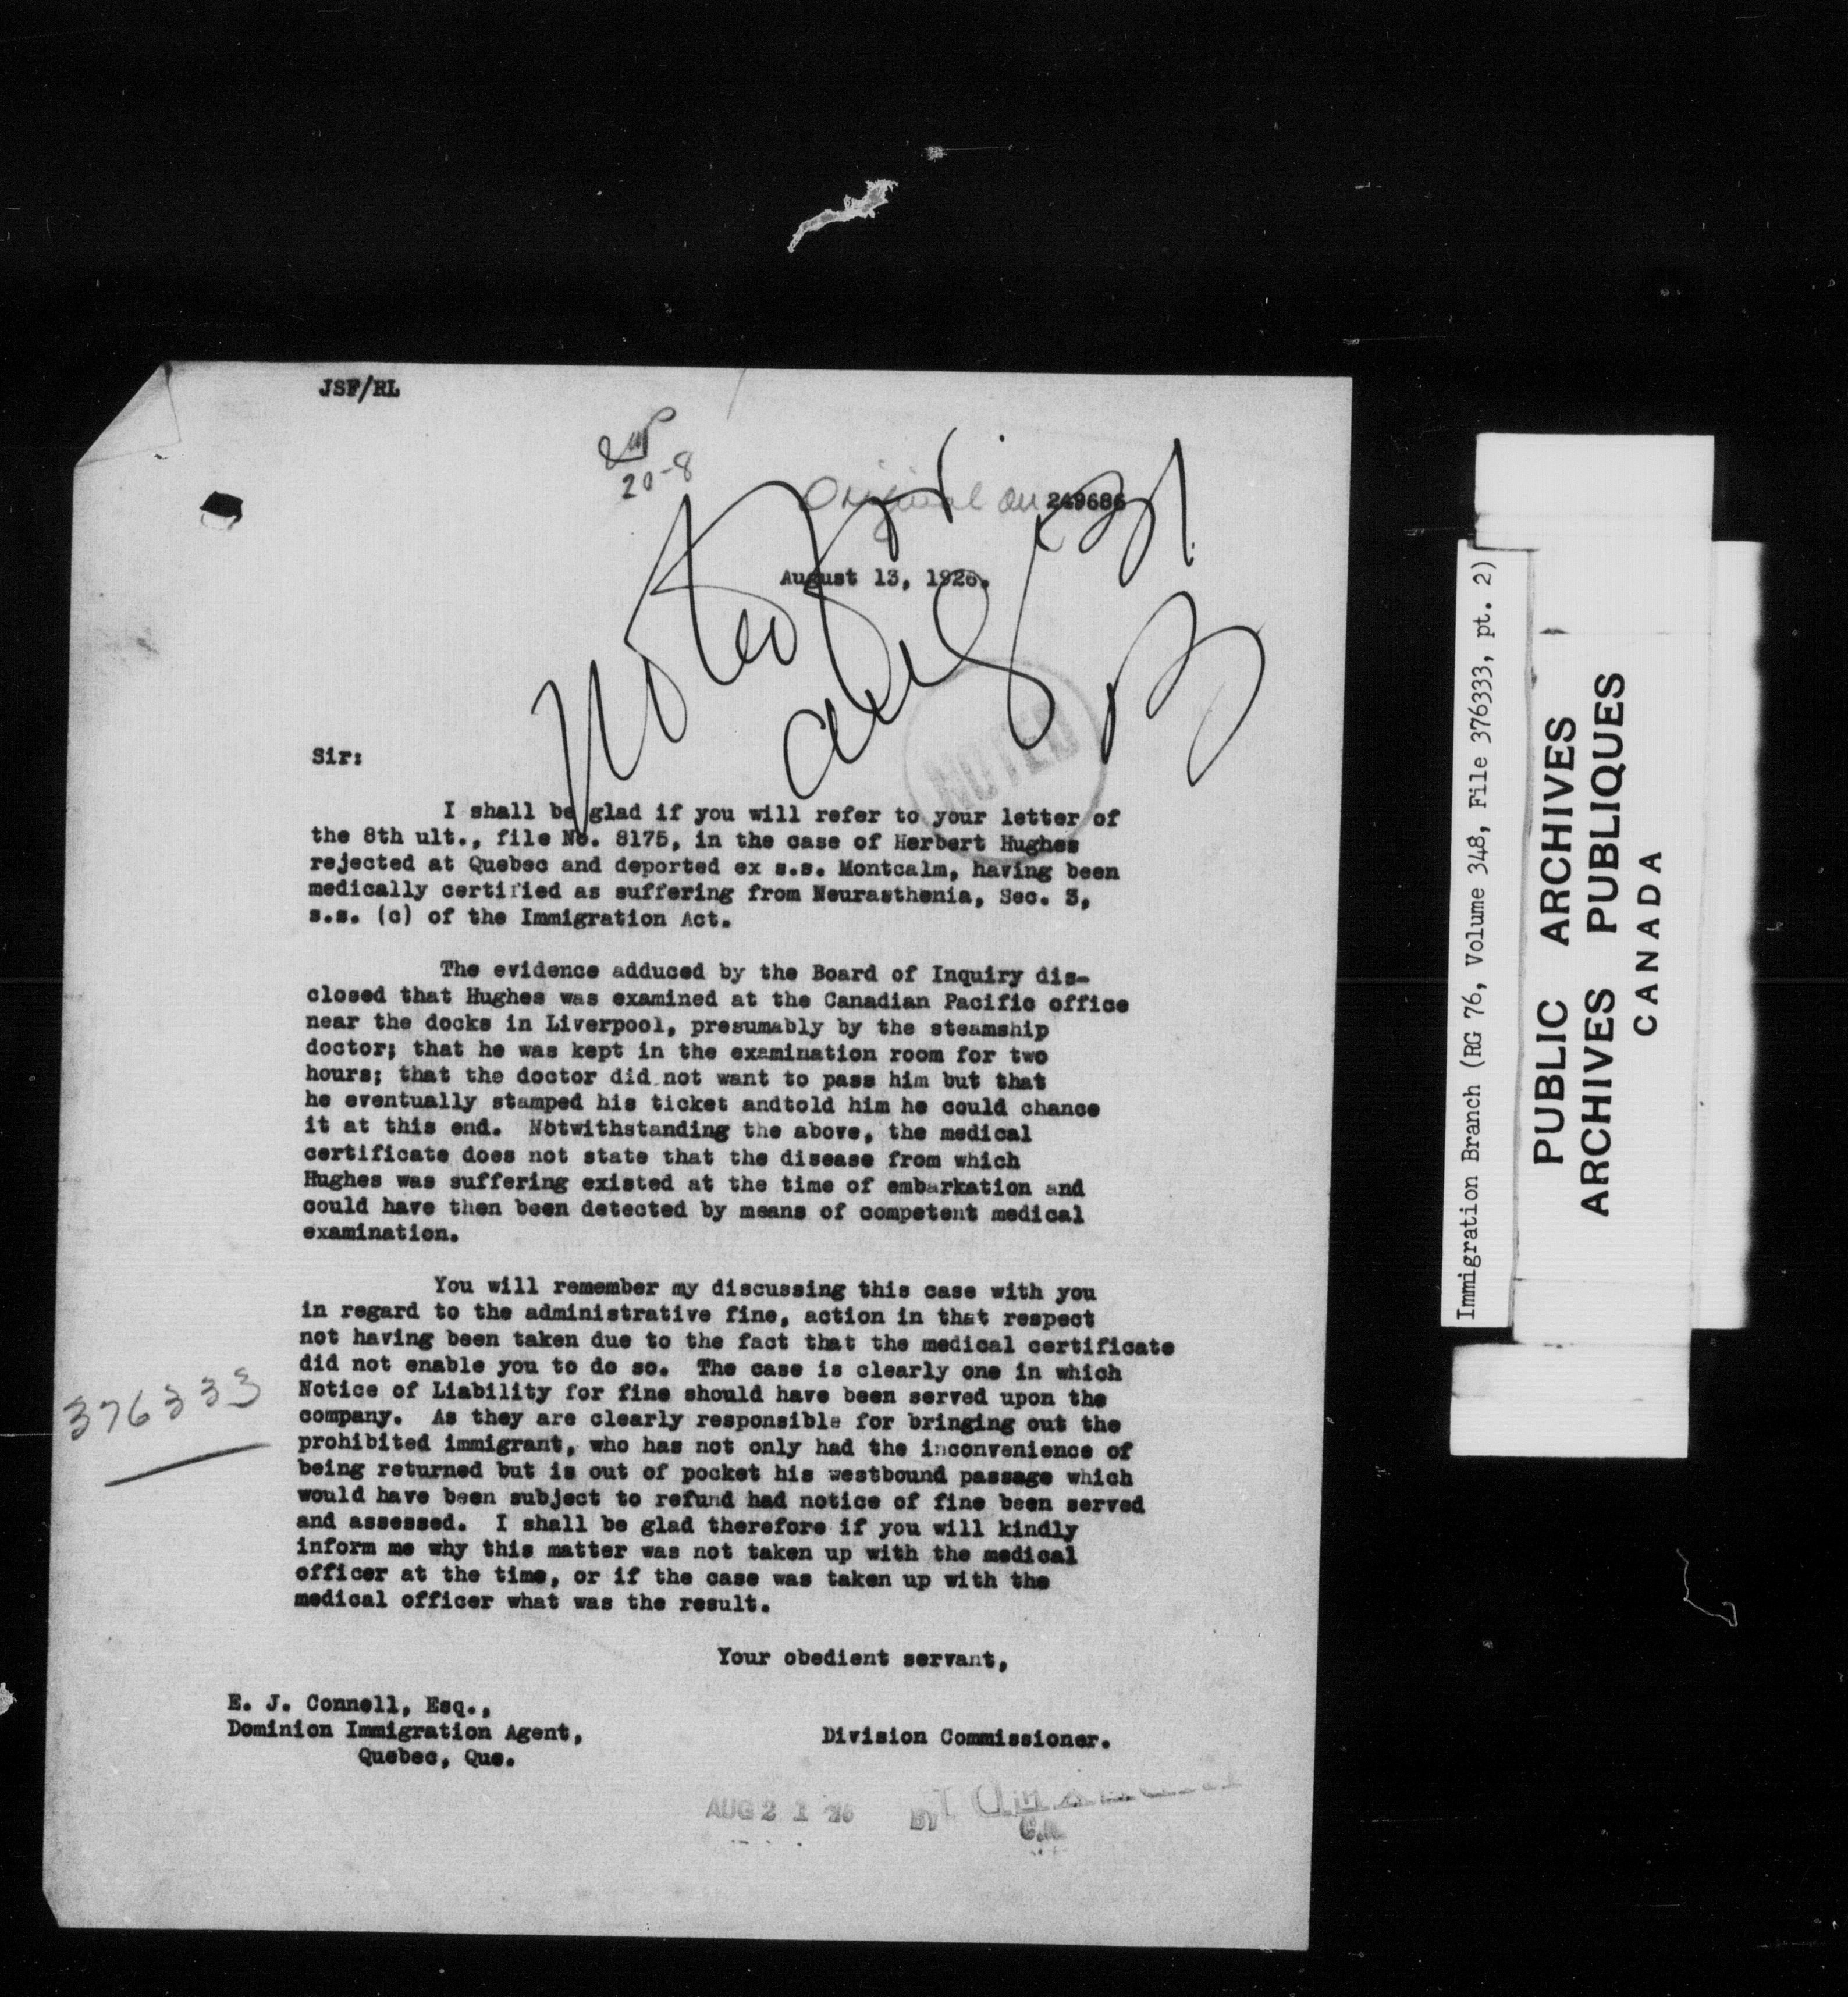 JSF/RL
20-8
Original on 249686
August 13, 1926.
Noted
NOTED
Sir:
I shall be glad if you will refer to your letter of
the 8th ult., file No. 8175, in the case of Herbert Hughes
rejected at Quebec and deported ex s.s. Montcalm, having been
medically certified as suffering from Neurasthenia, Sec. 3,
s.s. (c) of the Immigration Act.
The evidence adduced by the Board of Inquiry dis-
closed that Hughes was examined at the Canadian Pacific office
near the docks in Liverpool, presumably by the steamship
doctor; that he was kept in the examination room for two
hours; that the doctor did not want to pass him but that
he eventually stamped his ticket andtold him he could chance
it at this end. Notwithstanding the above, the medical
certificate does not state that the disease from which
Hughes was suffering existed at the time of embarkation and
could have then been detected by means of competent medical
examination.
You will remember my discussing this case with you
in regard to the administrative fine, action in that respect
not having been taken due to the fact that the medical certificate
did not enable you to do so. The case is clearly one in which
Notice of Liability for fine should have been served upon the
company. As they are clearly responsible for bringing out the
prohibited immigrant, who has not only had the inconvenience of
being returned but is out of pocket his westbound passage which
would have been subject to refund had notice of fine been served
and assessed. I shall be glad therefore if you will kindly
inform me why this matter was not taken up with the medical
officer at the time, or if the case was taken up with the
medical officer what was the result.
376333
Your obedient servant,
E. J. Connell, Esq.,
Dominion Immigration Agent,
Quebec, Que.
Division Commissioner.
AUG 21 26 BY
C.R.
Immigration Branch (RG 76, Volume 348, File 376333, pt. 2)
PUBLIC ARCHIVES
ARCHIVES PUBLIQUES
CANADA